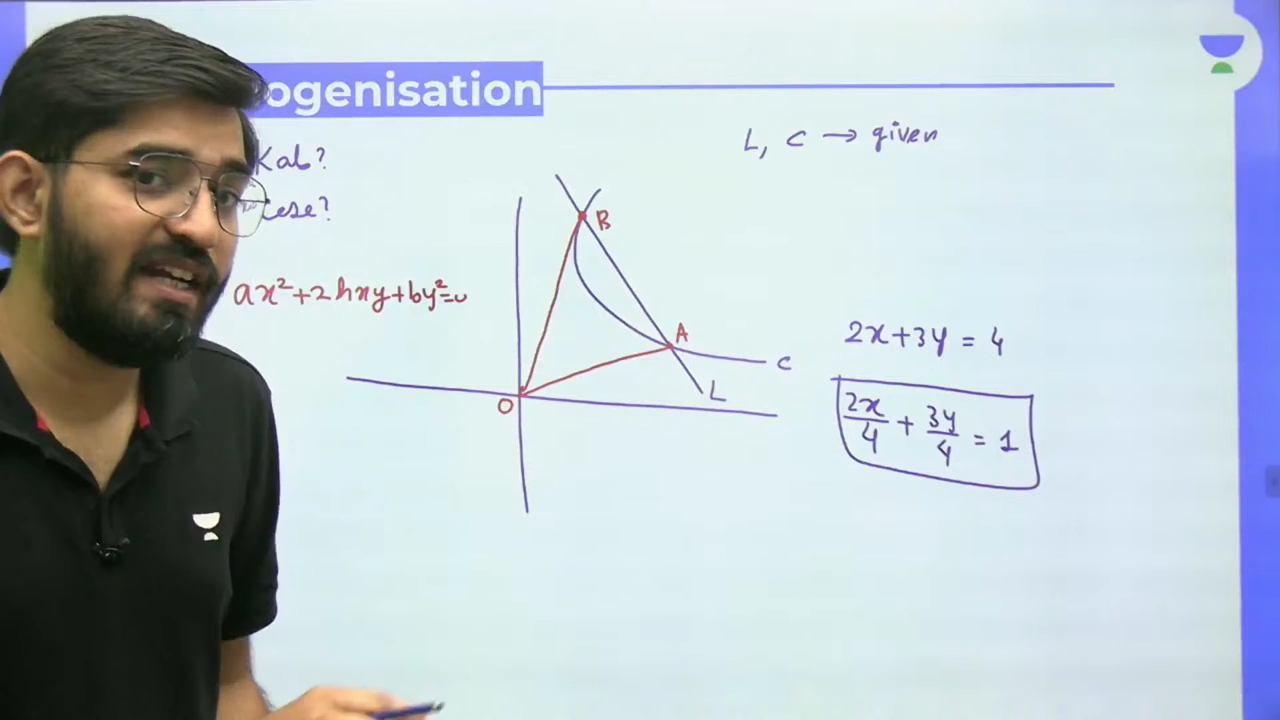 ogenisation
Kab?
L, C → given
ese?
B
ax²+2hxy+by²=0
A
2x+3y = 4
C
L
O
2x/4 + 3y/4 = 1